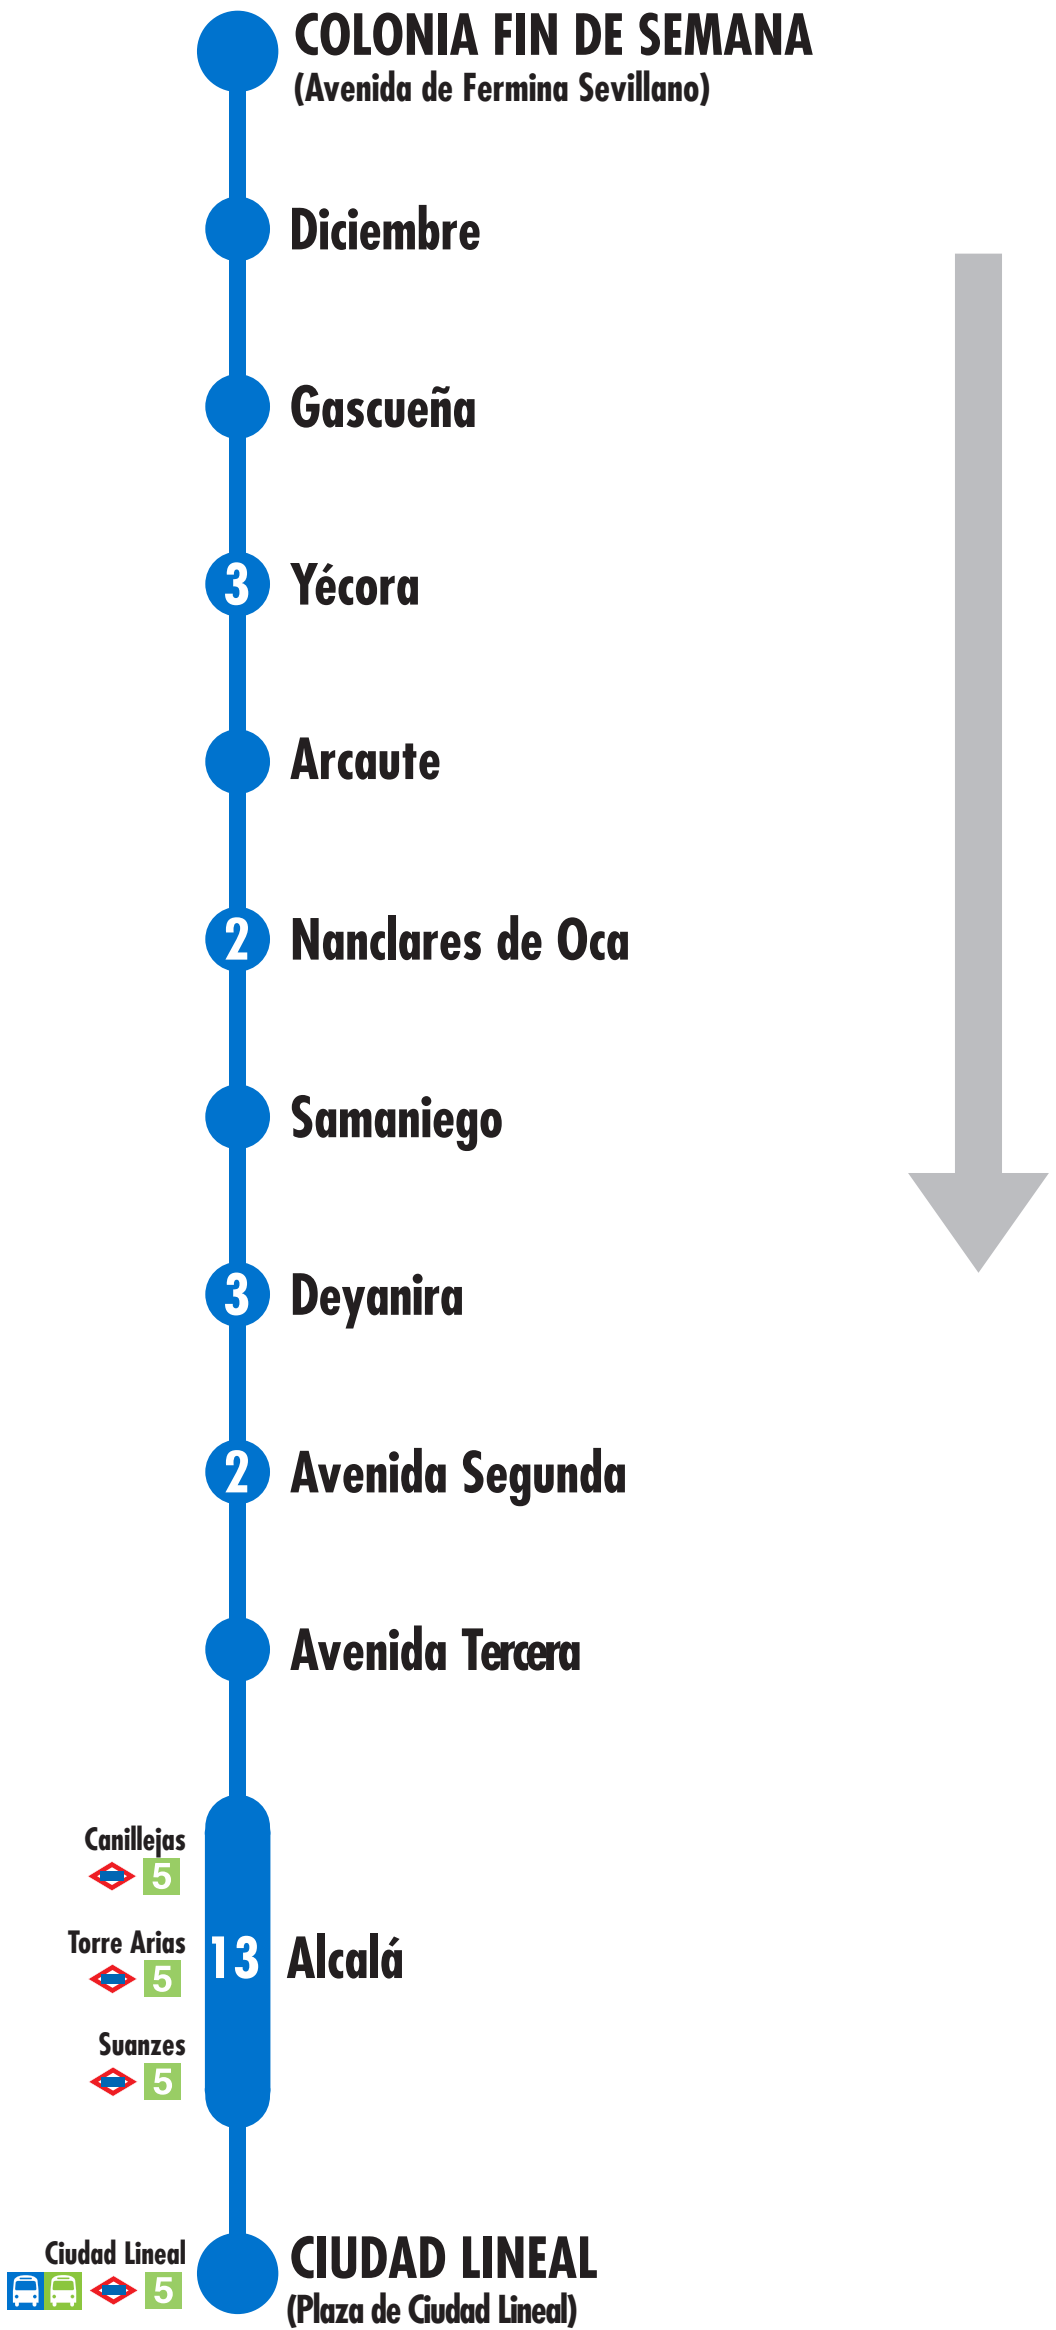 COLONIA FIN DE SEMANA
(Avenida de Fermina Sevillano)
Diciembre
Gascueña
3 Yécora
Arcaute
2 Nanclares de Oca
Samaniego
3 Deyanira
2 Avenida Segunda
Avenida Tercera
Canillejas
5
Torre Arias
5
13 Alcalá
Suanzes
5
Ciudad Lineal
5
CIUDAD LINEAL
(Plaza de Ciudad Lineal)